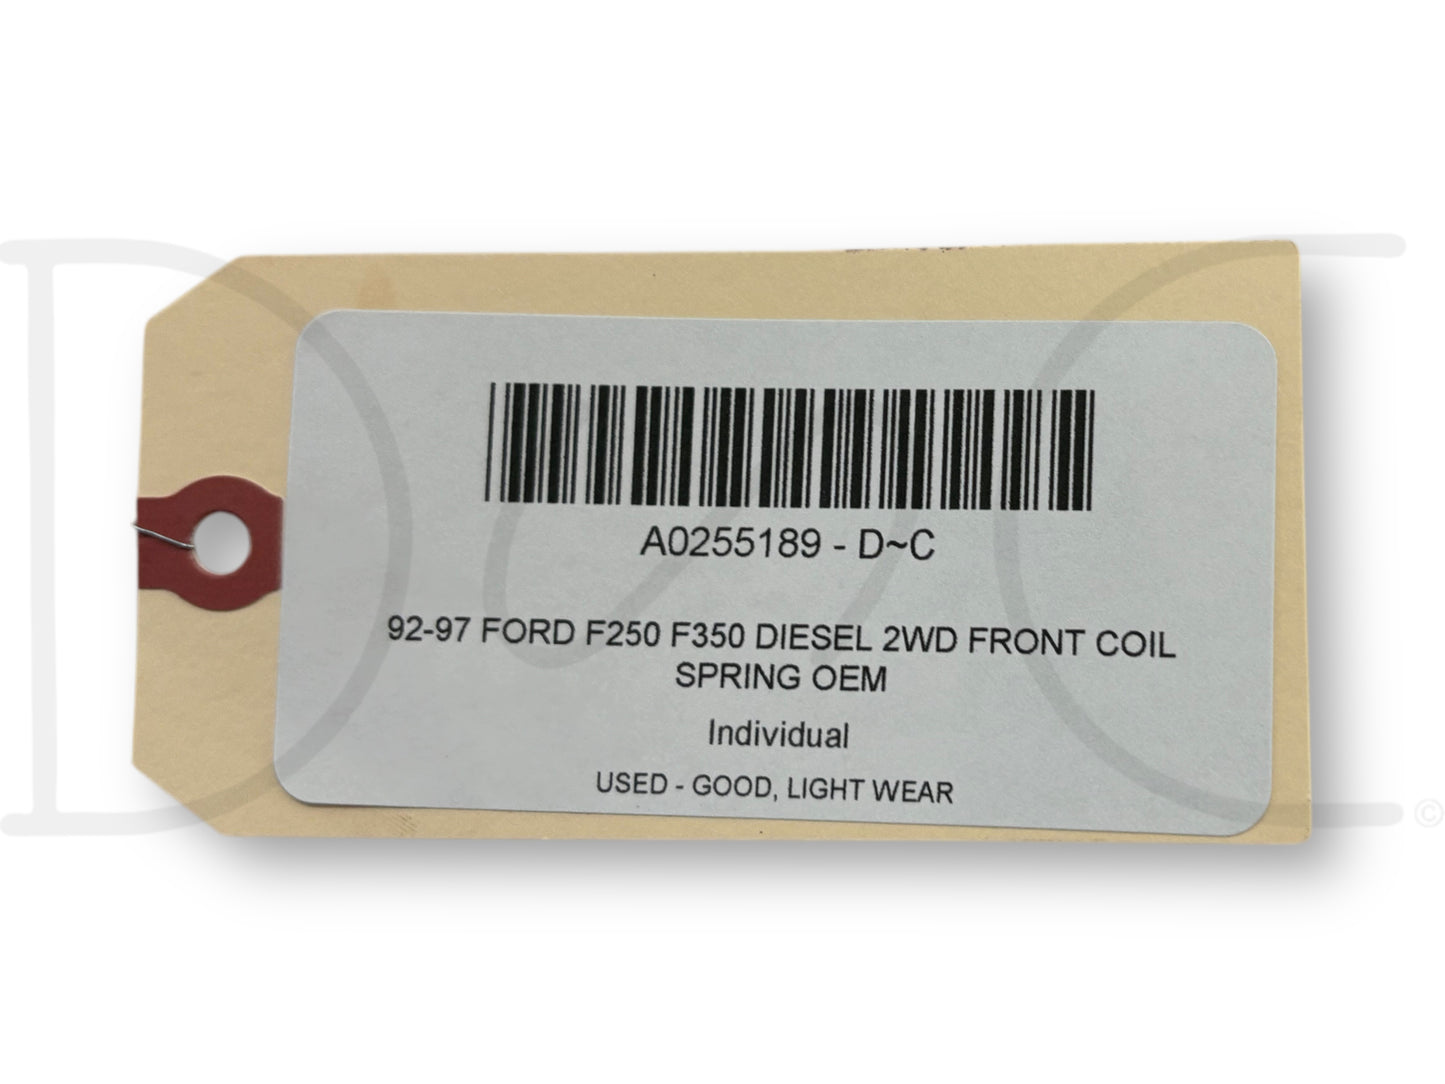 A0255189 - D~C
92-97 FORD F250 F350 DIESEL 2WD FRONT COIL
SPRING OEM
Individual
USED - GOOD, LIGHT WEAR
D~C ©